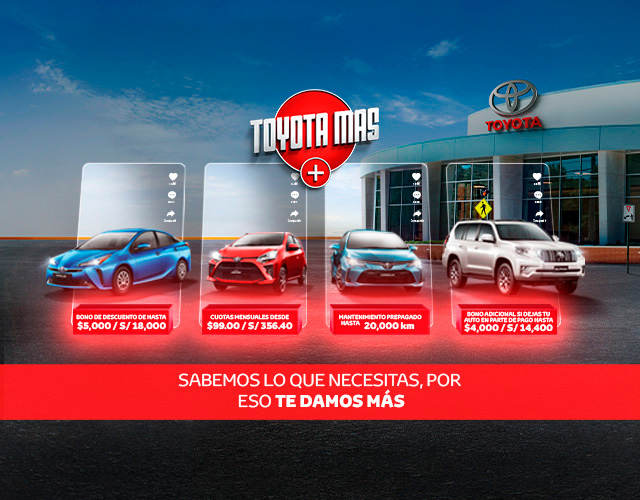 TOYOTA MAS
+
TOYOTA
BONO DE DESCUENTO DE HASTA
$5,000 / S/ 18,000
CUOTAS MENSUALES DESDE
$99.00 / S/ 356.40
MANTENIMIENTO PREPAGADO
HASTA 20,000 km
BONO ADICIONAL SI DEJAS TU
AUTO EN PARTE DE PAGO HASTA
$4,000 / S/ 14,400
SABEMOS LO QUE NECESITAS, POR
ESO TE DAMOS MÁS